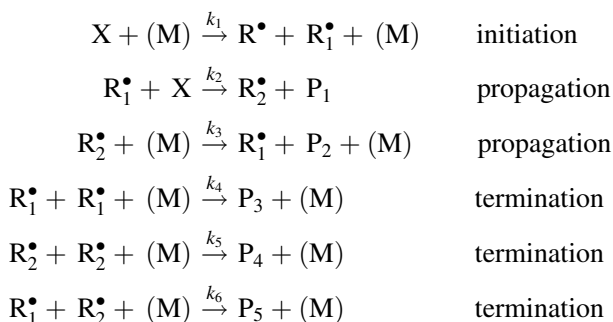 X + (M) →k₁ R• + R₁• + (M) initiation
R₁• + X →k₂ R₂• + P₁ propagation
R₂• + (M) →k₃ R₁• + P₂ + (M) propagation
R₁• + R₁• + (M) →k₄ P₃ + (M) termination
R₂• + R₂• + (M) →k₅ P₄ + (M) termination
R₁• + R₂• + (M) →k₆ P₅ + (M) termination